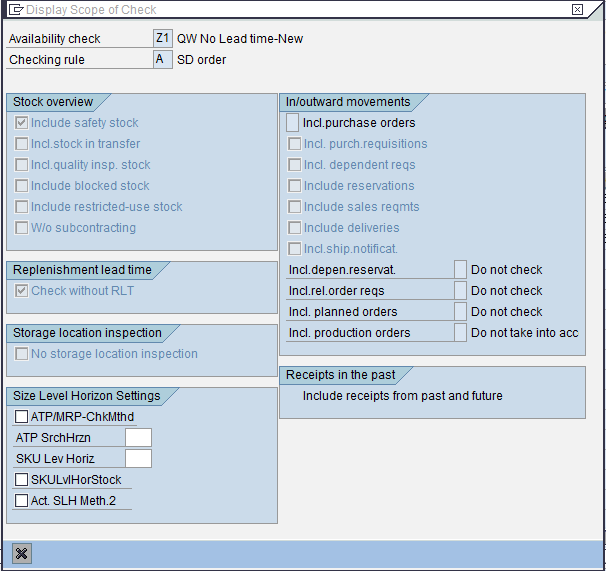 Display Scope of Check
Availability check Z1 QW No Lead time-New
Checking rule A SD order
Stock overview
Include safety stock
Incl.stock in transfer
Incl.quality insp. stock
Include blocked stock
Include restricted-use stock
W/o subcontracting
Replenishment lead time
Check without RLT
Storage location inspection
No storage location inspection
Size Level Horizon Settings
ATP/MRP-ChkMthd
ATP SrchHrzn
SKU Lev Horiz
SKULvlHorStock
Act. SLH Meth.2
In/outward movements
Incl.purchase orders
Incl. purch.requisitions
Incl. dependent reqs
Include reservations
Include sales reqmts
Include deliveries
Incl.ship.notificat.
Incl.depen.reservat. Do not check
Incl.rel.order reqs Do not check
Incl. planned orders Do not check
Incl. production orders Do not take into acc
Receipts in the past
Include receipts from past and future